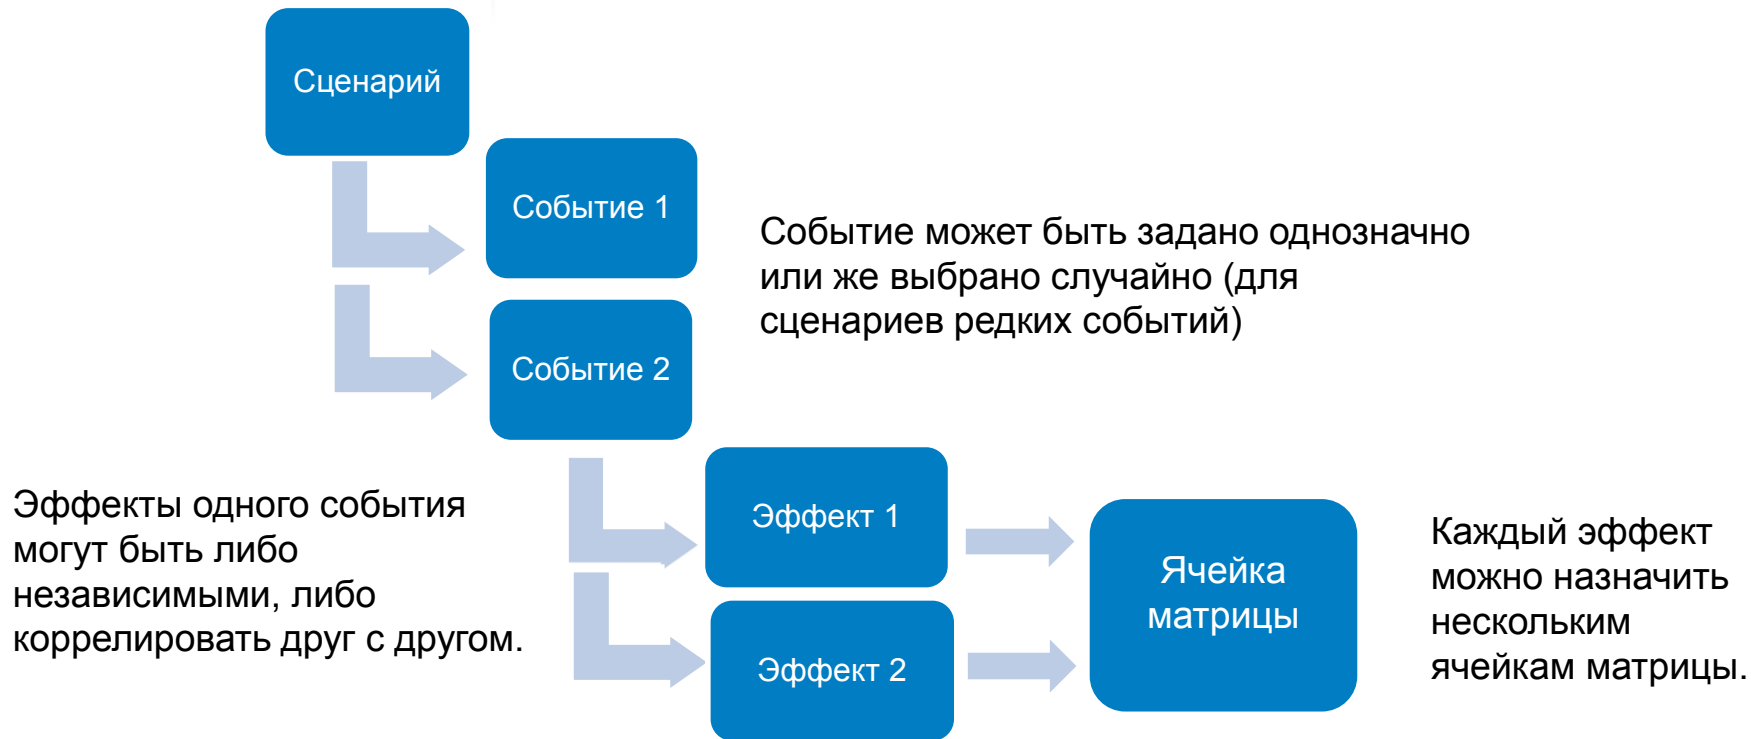 Сценарий
Событие 1
Событие может быть задано однозначно
или же выбрано случайно (для
сценариев редких событий)
Событие 2
Эффекты одного события
могут быть либо
независимыми, либо
коррелировать друг с другом.
Эффект 1
Эффект 2
Ячейка
матрицы
Каждый эффект
можно назначить
нескольким
ячейкам матрицы.